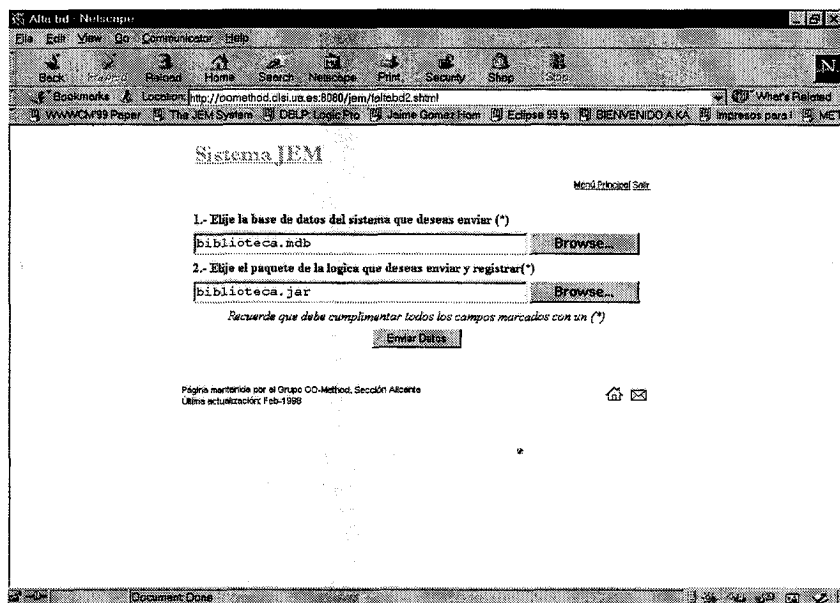 Alta bd - Netscape
File Edit View Go Communicator Help
Back Reload Home Search Netscape Print Security Shop Stop
Bookmarks Location: http://oomethod.dlsi.ua.es:8080/jem/faltabd2.shtml What's Related
WWWCM'99 Paper The JEM System DBLP: Logic Pro Jaime Gomez Hom Eclipse 99 fp BIENVENIDO A KA Impresos para l MET
Sistema JEM
Menú Principal Salir
1.- Elije la base de datos del sistema que deseas enviar (*)
biblioteca.mdb Browse...
2.- Elije el paquete de la logica que deseas enviar y registrar(*)
biblioteca.jar Browse...
Recuerde que debe cumplimentar todos los campos marcados con un (*)
Enviar Datos
Página mantenida por el Grupo OO-Method, Sección Alicante
Última actualización: Feb-1998
Document Done